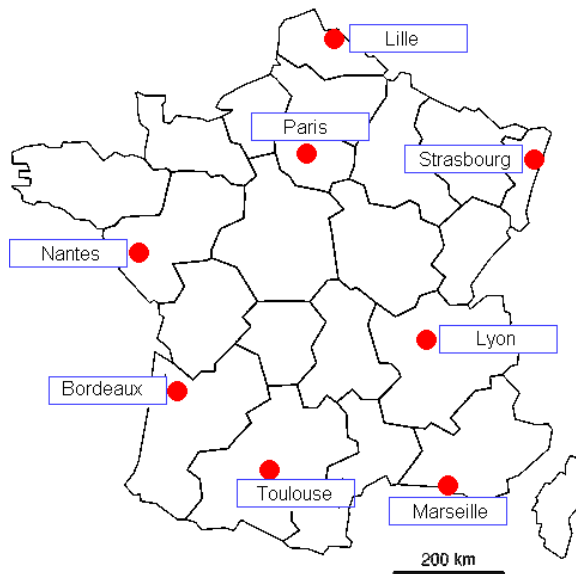 Lille
Paris
Strasbourg
Nantes
Lyon
Bordeaux
Toulouse
Marseille
200 km